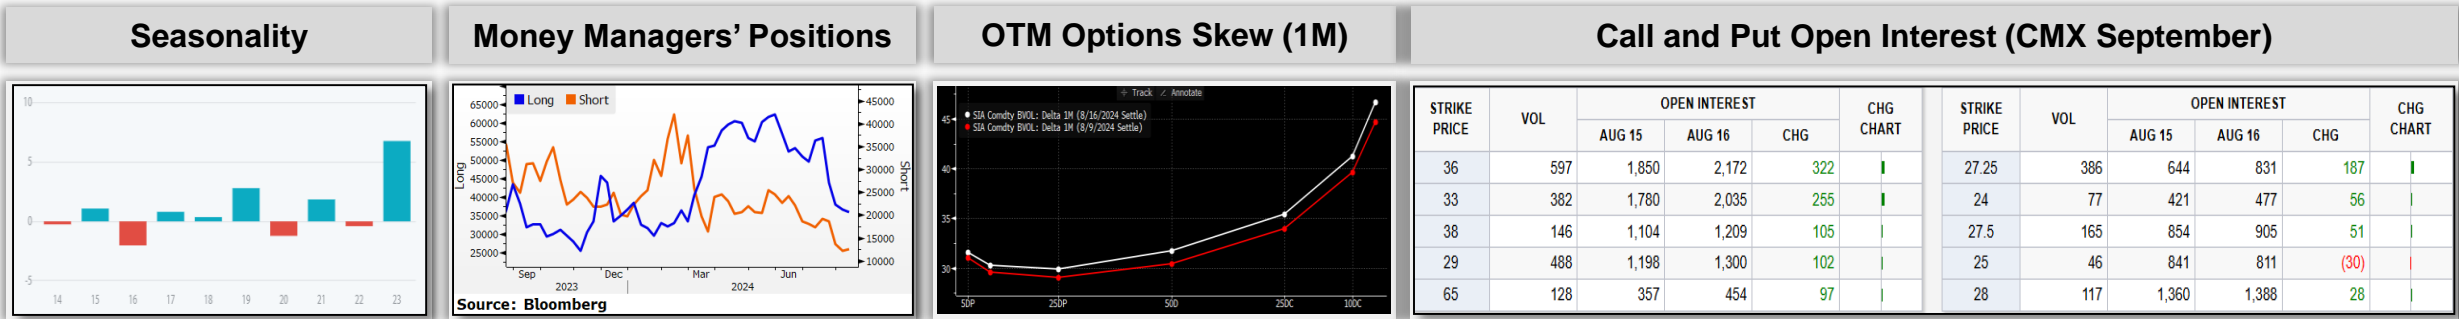 Seasonality
10
5
0
-5
14 15 16 17 18 19 20 21 22 23
Money Managers' Positions
Long Short
65000
60000
55000
50000
45000
40000
35000
30000
25000
Long
45000
40000
35000
30000
25000
20000
15000
10000
Short
Sep Dec Mar Jun
2023 2024
Source: Bloomberg
OTM Options Skew (1M)
Track Annotate
SIA Comdty BVOL: Delta 1M (8/16/2024 Settle)
SIA Comdty BVOL: Delta 1M (8/9/2024 Settle)
45
40
35
30
5DP 25DP 50D 25DC 10DC
Call and Put Open Interest (CMX September)
STRIKE PRICE VOL OPEN INTEREST CHG CHART
AUG 15 AUG 16 CHG
36 597 1,850 2,172 322
33 382 1,780 2,035 255
38 146 1,104 1,209 105
29 488 1,198 1,300 102
65 128 357 454 97
STRIKE PRICE VOL OPEN INTEREST CHG CHART
AUG 15 AUG 16 CHG
27.25 386 644 831 187
24 77 421 477 56
27.5 165 854 905 51
25 46 841 811 (30)
28 117 1,360 1,388 28